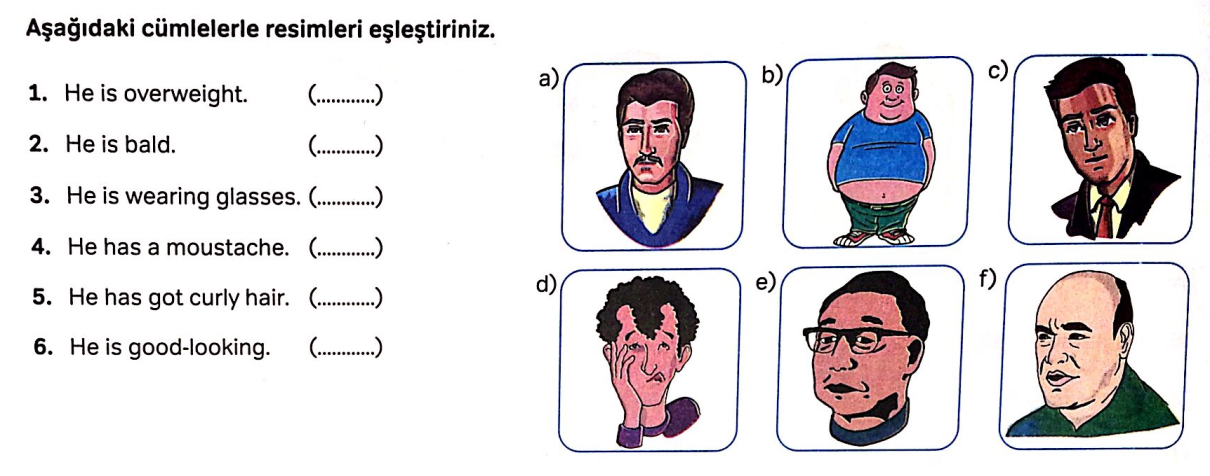 Aşağıdaki cümlelerle resimleri eşleştiriniz.
1. He is overweight. (............)
2. He is bald. (............)
3. He is wearing glasses. (............)
4. He has a moustache. (............)
5. He has got curly hair. (............)
6. He is good-looking. (............)
a) b) c)
d) e) f)